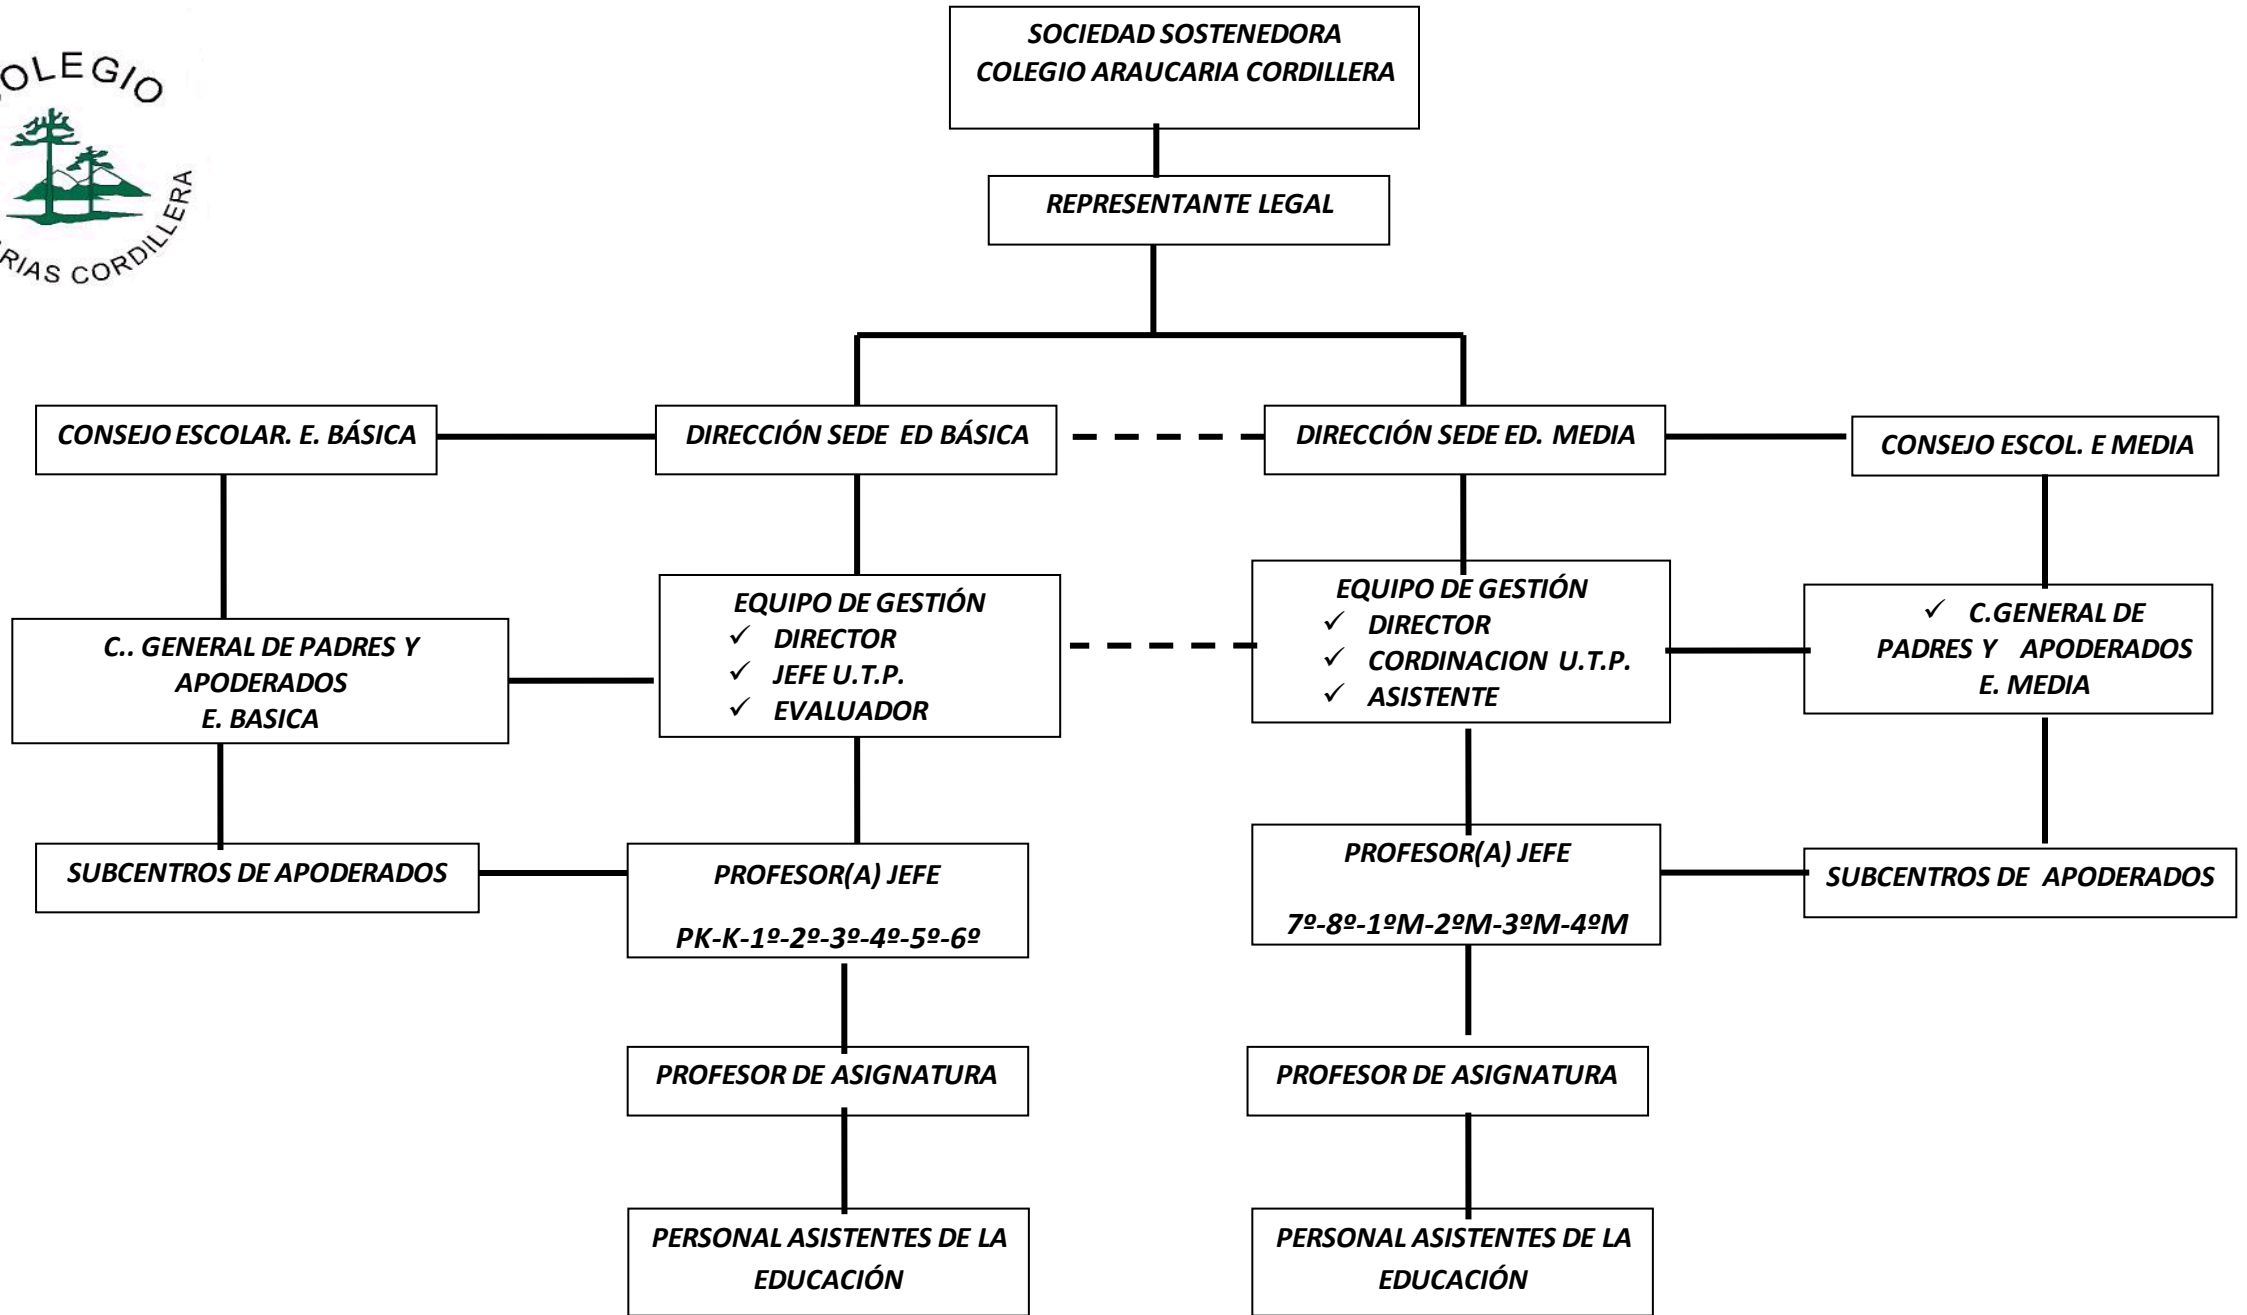 OLEGIO
RIAS CORDILLERA
SOCIEDAD SOSTENEDORA
COLEGIO ARAUCARIA CORDILLERA
REPRESENTANTE LEGAL
CONSEJO ESCOLAR. E. BÁSICA
DIRECCIÓN SEDE ED BÁSICA
DIRECCIÓN SEDE ED. MEDIA
CONSEJO ESCOL. E MEDIA
C.. GENERAL DE PADRES Y
APODERADOS
E. BASICA
EQUIPO DE GESTIÓN
✓ DIRECTOR
✓ JEFE U.T.P.
✓ EVALUADOR
EQUIPO DE GESTIÓN
✓ DIRECTOR
✓ CORDINACION U.T.P.
✓ ASISTENTE
✓ C.GENERAL DE
PADRES Y APODERADOS
E. MEDIA
SUBCENTROS DE APODERADOS
PROFESOR(A) JEFE
PK-K-1º-2º-3º-4º-5º-6º
PROFESOR(A) JEFE
7º-8º-1ºM-2ºM-3ºM-4ºM
SUBCENTROS DE APODERADOS
PROFESOR DE ASIGNATURA
PROFESOR DE ASIGNATURA
PERSONAL ASISTENTES DE LA
EDUCACIÓN
PERSONAL ASISTENTES DE LA
EDUCACIÓN